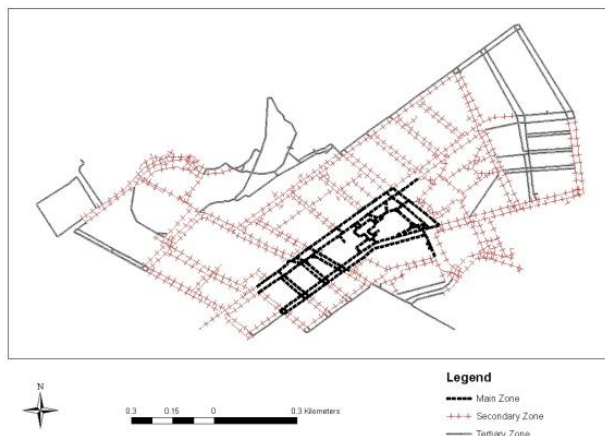 N
0.3 0.15 0 0.3 Kilometers
Legend
Main Zone
Secondary Zone
Tertiary Zone